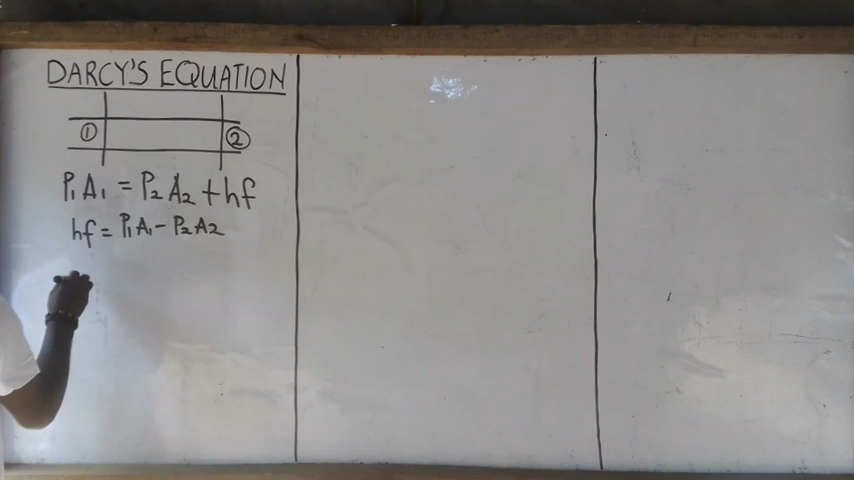 DARCY'S EQUATION
① ②
P₁A₁ = P₂A₂ + hf
hf = P₁A₁ - P₂A₂